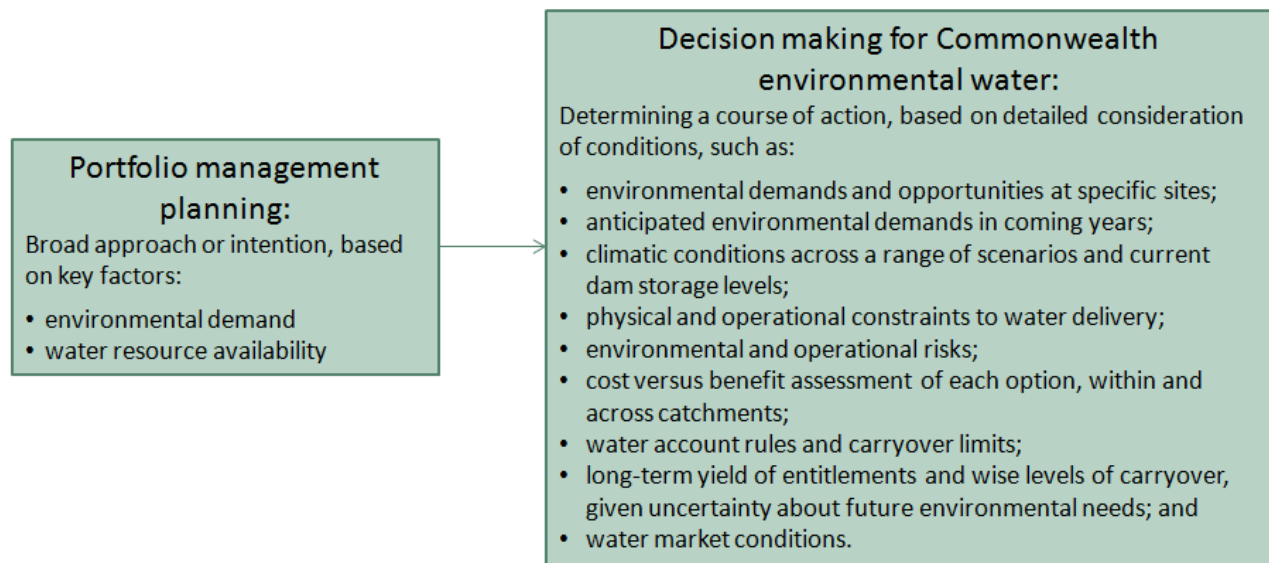 Portfolio management
planning:
Broad approach or intention, based
on key factors:
• environmental demand
• water resource availability
Decision making for Commonwealth
environmental water:
Determining a course of action, based on detailed consideration
of conditions, such as:
• environmental demands and opportunities at specific sites;
• anticipated environmental demands in coming years;
• climatic conditions across a range of scenarios and current
dam storage levels;
• physical and operational constraints to water delivery;
• environmental and operational risks;
• cost versus benefit assessment of each option, within and
across catchments;
• water account rules and carryover limits;
• long-term yield of entitlements and wise levels of carryover,
given uncertainty about future environmental needs; and
• water market conditions.